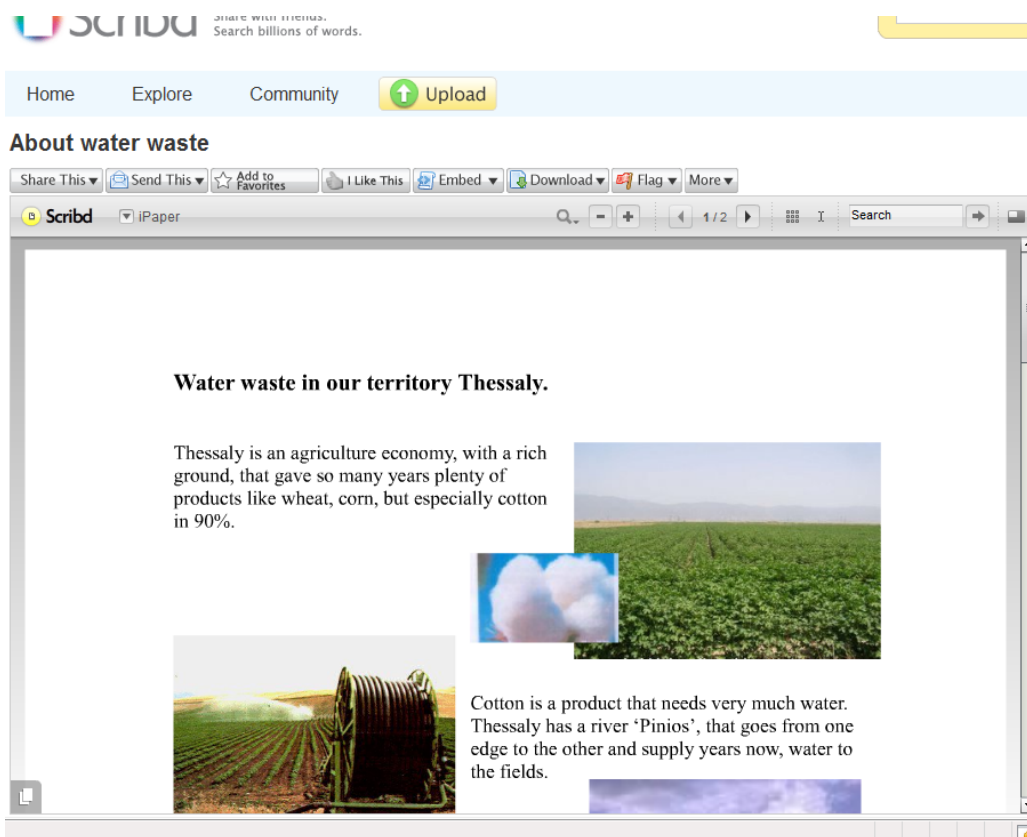 Scribd
Share with friends.
Search billions of words.
Home Explore Community Upload
About water waste
Share This Send This Add to Favorites I Like This Embed Download Flag More
Scribd iPaper 1/2 Search
Water waste in our territory Thessaly.
Thessaly is an agriculture economy, with a rich
ground, that gave so many years plenty of
products like wheat, corn, but especially cotton
in 90%.
Cotton is a product that needs very much water.
Thessaly has a river ‘Pinios’, that goes from one
edge to the other and supply years now, water to
the fields.